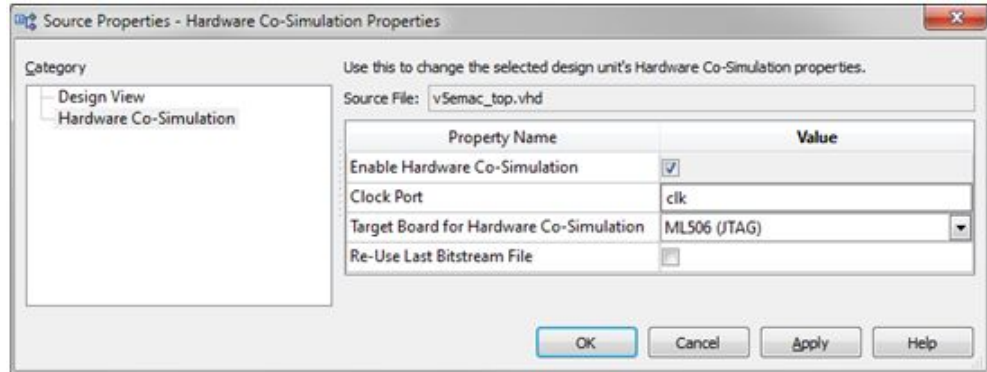 Source Properties - Hardware Co-Simulation Properties
Category
Design View
Hardware Co-Simulation
Use this to change the selected design unit's Hardware Co-Simulation properties.
Source File: v5emac_top.vhd
Property Name Value
Enable Hardware Co-Simulation
Clock Port clk
Target Board for Hardware Co-Simulation ML506 (JTAG)
Re-Use Last Bitstream File
OK Cancel Apply Help